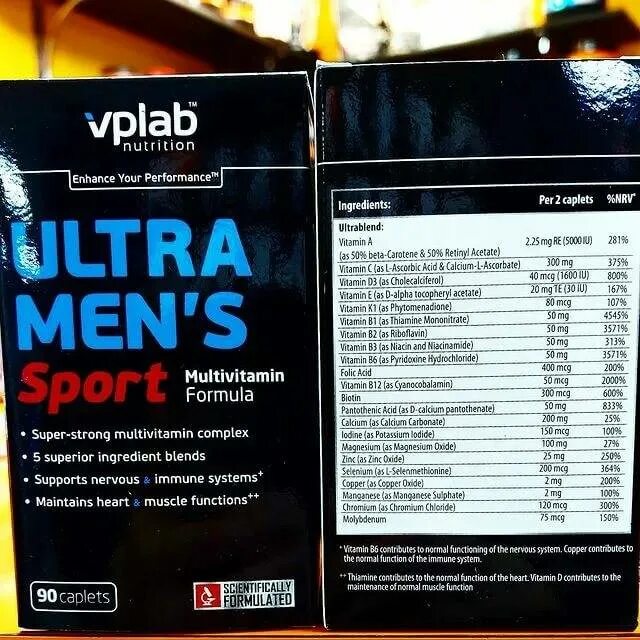 vplab™
nutrition
Enhance Your Performance™
ULTRA
MEN'S
Sport Multivitamin
Formula
• Super-strong multivitamin complex
• 5 superior ingredient blends
• Supports nervous & immune systems⁺
• Maintains heart & muscle functions⁺⁺
90 caplets
SCIENTIFICALLY
FORMULATED
Ingredients: Per 2 caplets %NRV*
Ultrablend:
Vitamin A 2.25 mg RE (5000 IU) 281%
(as 50% beta-Carotene & 50% Retinyl Acetate)
Vitamin C (as L-Ascorbic Acid & Calcium-L-Ascorbate) 300 mg 375%
Vitamin D3 (as Cholecalciferol) 40 mcg (1600 IU) 800%
Vitamin E (as D-alpha tocopheryl acetate) 20 mg TE (30 IU) 167%
Vitamin K1 (as Phytomenadione) 80 mcg 107%
Vitamin B1 (as Thiamine Mononitrate) 50 mg 4545%
Vitamin B2 (as Riboflavin) 50 mg 3571%
Vitamin B3 (as Niacin and Niacinamide) 50 mg 313%
Vitamin B6 (as Pyridoxine Hydrochloride) 50 mg 3571%
Folic Acid 400 mcg 200%
Vitamin B12 (as Cyanocobalamin) 50 mcg 2000%
Biotin 300 mcg 600%
Pantothenic Acid (as D-calcium pantothenate) 50 mg 833%
Calcium (as Calcium Carbonate) 200 mg 25%
Iodine (as Potassium Iodide) 150 mcg 100%
Magnesium (as Magnesium Oxide) 100 mg 27%
Zinc (as Zinc Oxide) 25 mg 250%
Selenium (as L-Selenmethionine) 200 mcg 364%
Copper (as Copper Oxide) 2 mg 200%
Manganese (as Manganese Sulphate) 2 mg 100%
Chromium (as Chromium Chloride) 120 mcg 300%
Molybdenum 75 mcg 150%
⁺ Vitamin B6 contributes to normal functioning of the nervous system. Copper contributes to
the normal function of the immune system.
⁺⁺ Thiamine contributes to the normal function of the heart. Vitamin D contributes to the
maintenance of normal muscle function